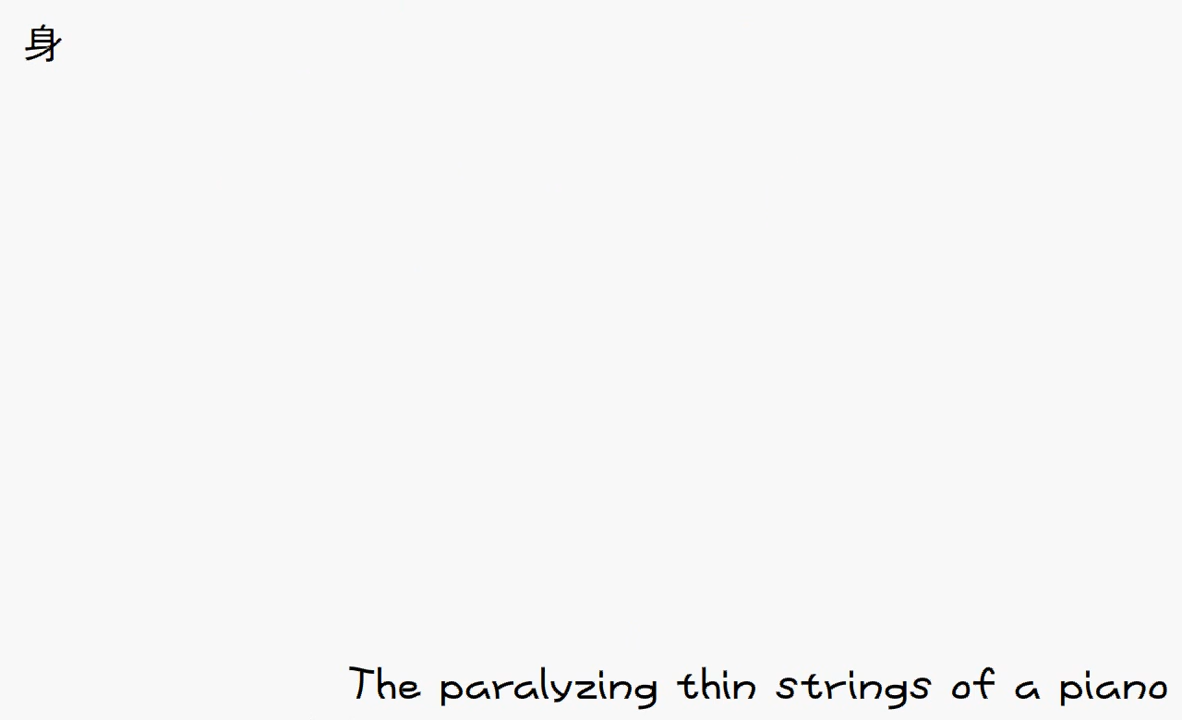 身
The paralyzing thin strings of a piano